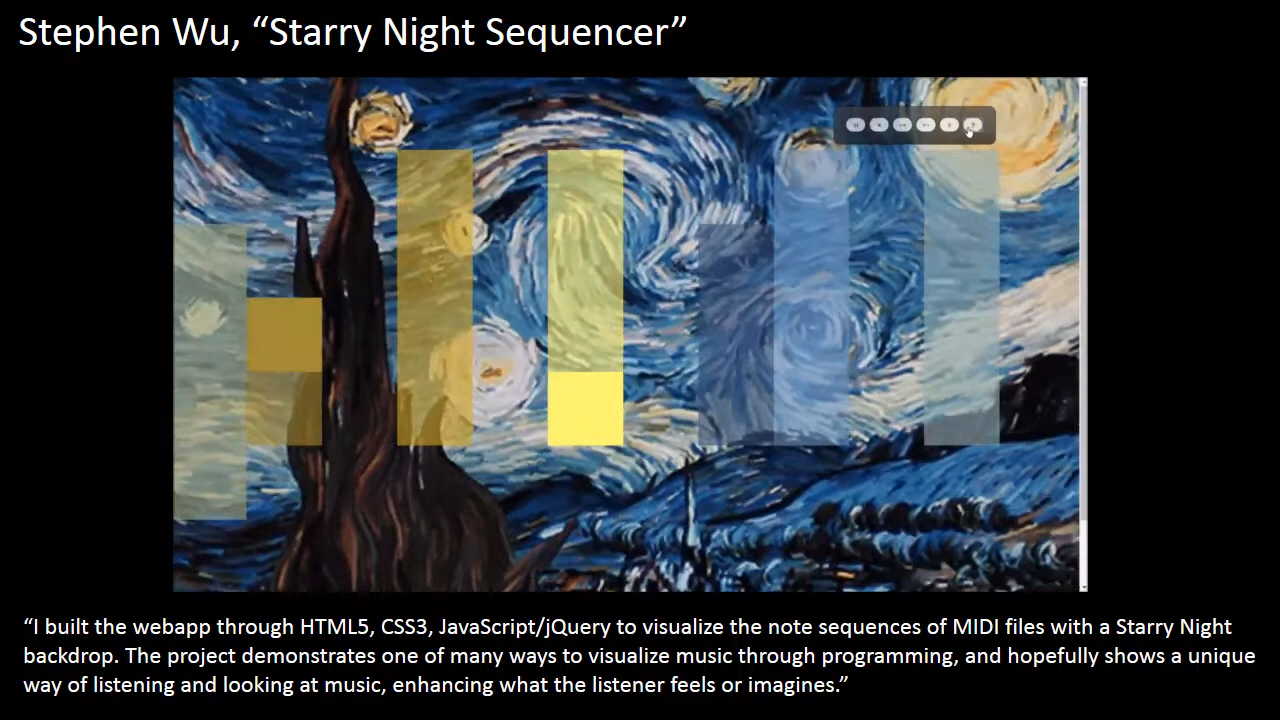 Stephen Wu, “Starry Night Sequencer”
“I built the webapp through HTML5, CSS3, JavaScript/jQuery to visualize the note sequences of MIDI files with a Starry Night
backdrop. The project demonstrates one of many ways to visualize music through programming, and hopefully shows a unique
way of listening and looking at music, enhancing what the listener feels or imagines.”